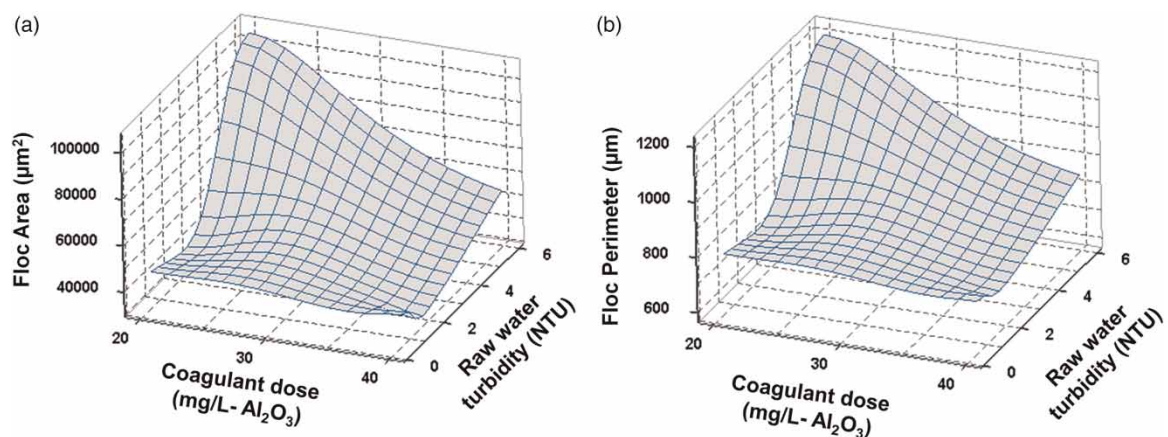 (a)
Floc Area (µm²)
100000
80000
60000
40000
20
30
40
Coagulant dose
(mg/L- Al₂O₃)
0
2
4
6
Raw water
turbidity (NTU)
(b)
Floc Perimeter (µm)
1200
1000
800
600
20
30
40
Coagulant dose
(mg/L- Al₂O₃)
0
2
4
6
Raw water
turbidity (NTU)